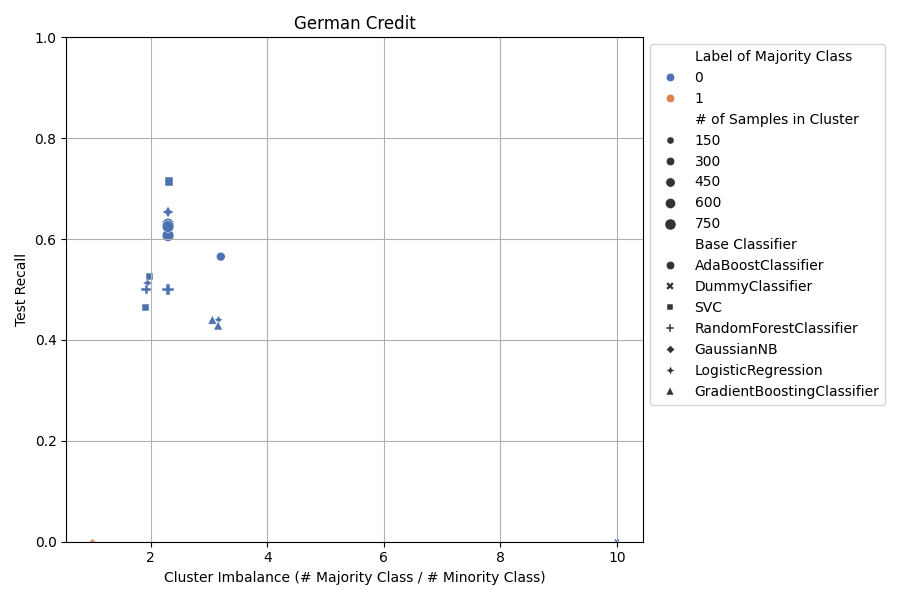 German Credit
1.0
0.8
0.6
0.4
0.2
0.0
Test Recall
2
4
6
8
10
Cluster Imbalance (# Majority Class / # Minority Class)
Label of Majority Class
0
1
# of Samples in Cluster
150
300
450
600
750
Base Classifier
AdaBoostClassifier
DummyClassifier
SVC
RandomForestClassifier
GaussianNB
LogisticRegression
GradientBoostingClassifier